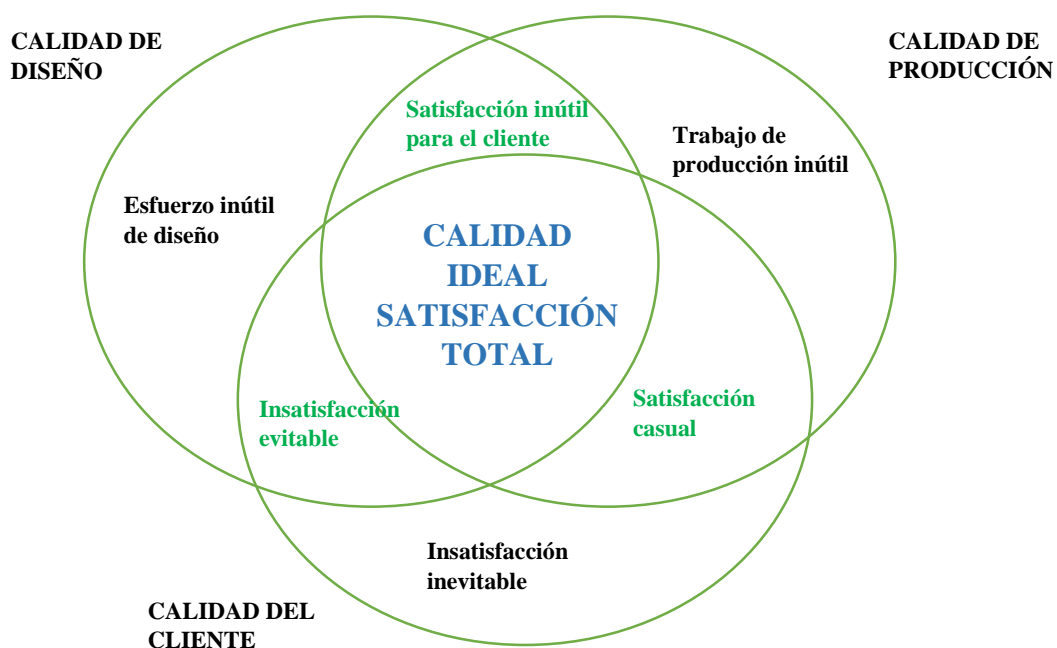 CALIDAD DE
DISEÑO
CALIDAD DE
PRODUCCIÓN
Satisfacción inútil
para el cliente
Trabajo de
producción inútil
Esfuerzo inútil
de diseño
CALIDAD
IDEAL
SATISFACCIÓN
TOTAL
Insatisfacción
evitable
Satisfacción
casual
Insatisfacción
inevitable
CALIDAD DEL
CLIENTE